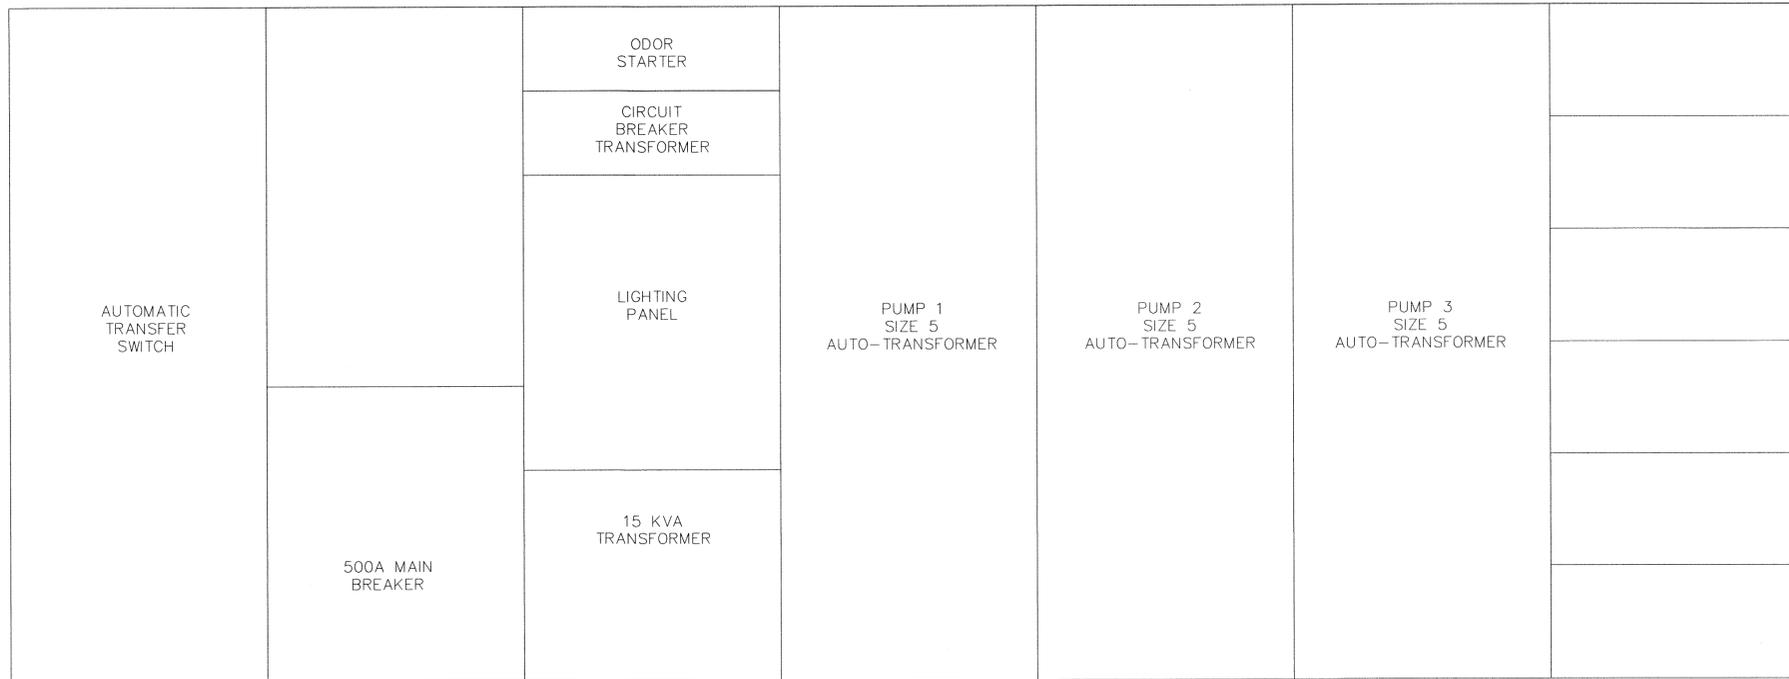 AUTOMATIC
TRANSFER
SWITCH
500A MAIN
BREAKER
ODOR
STARTER
CIRCUIT
BREAKER
TRANSFORMER
LIGHTING
PANEL
15 KVA
TRANSFORMER
PUMP 1
SIZE 5
AUTO-TRANSFORMER
PUMP 2
SIZE 5
AUTO-TRANSFORMER
PUMP 3
SIZE 5
AUTO-TRANSFORMER